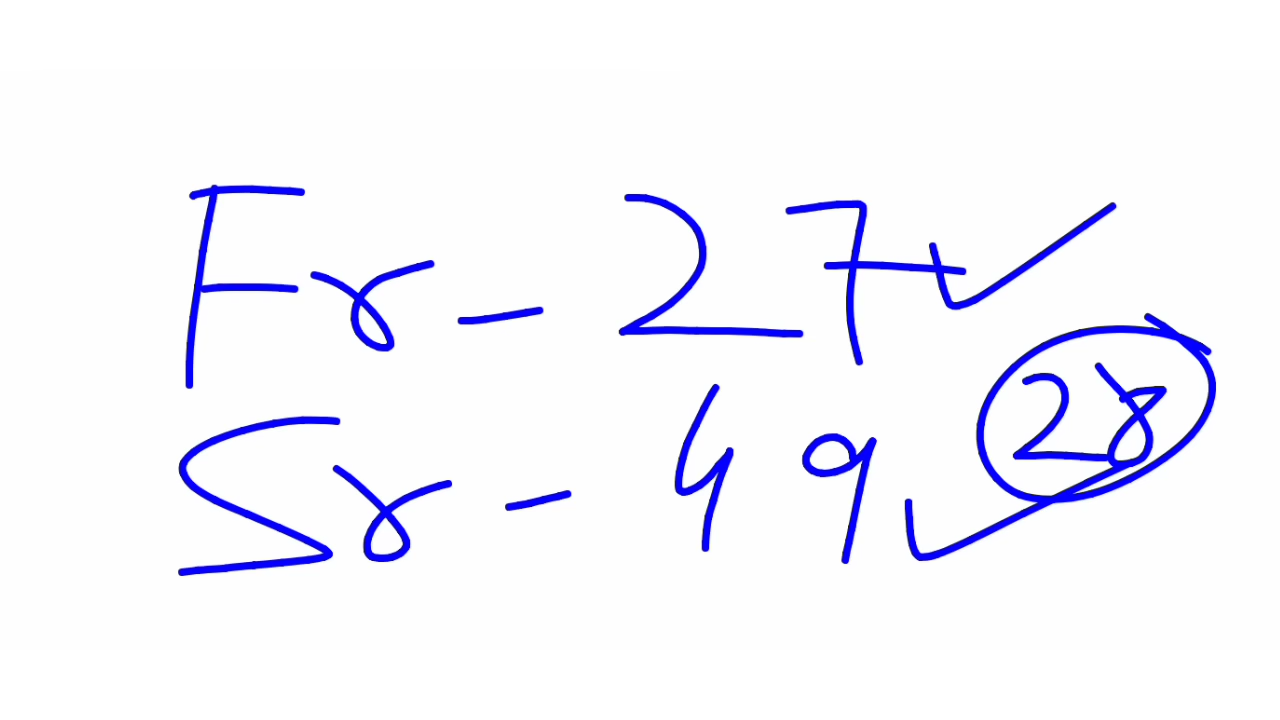 Fr - 27 ✓
Sr - 49 ✓ 28